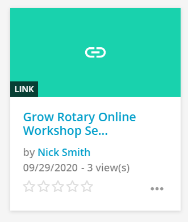 LINK
Grow Rotary Online
Workshop Se...
by Nick Smith
09/29/2020 - 3 view(s)